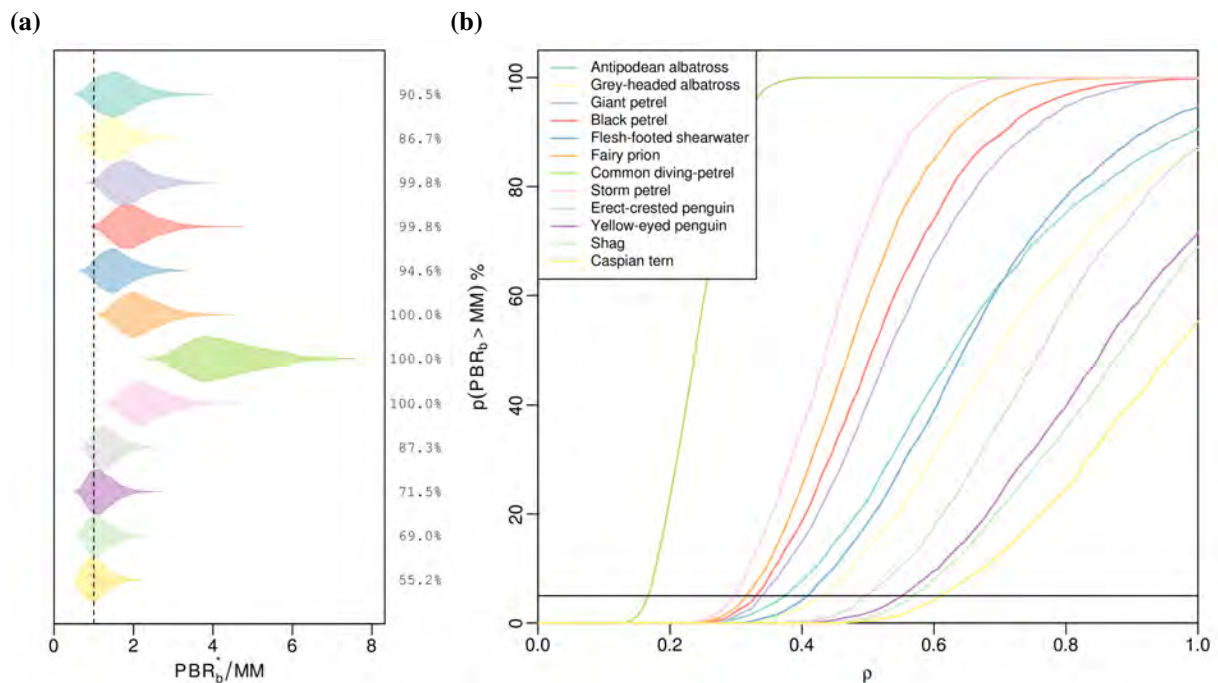 (a)
90.5%
86.7%
99.8%
99.8%
94.6%
100.0%
100.0%
100.0%
87.3%
71.5%
69.0%
55.2%
0 2 4 6 8
PBR*b/MM
(b)
Antipodean albatross
Grey-headed albatross
Giant petrel
Black petrel
Flesh-footed shearwater
Fairy prion
Common diving-petrel
Storm petrel
Erect-crested penguin
Yellow-eyed penguin
Shag
Caspian tern
p(PBRb > MM) %
100
80
60
40
20
0
0.0 0.2 0.4 0.6 0.8 1.0
ρ